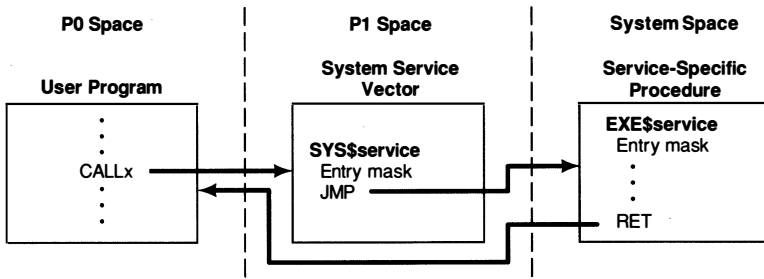 P0 Space
P1 Space
System Space
User Program
System Service
Vector
Service-Specific
Procedure
CALLx
SYS$service
Entry mask
JMP
EXE$service
Entry mask
RET